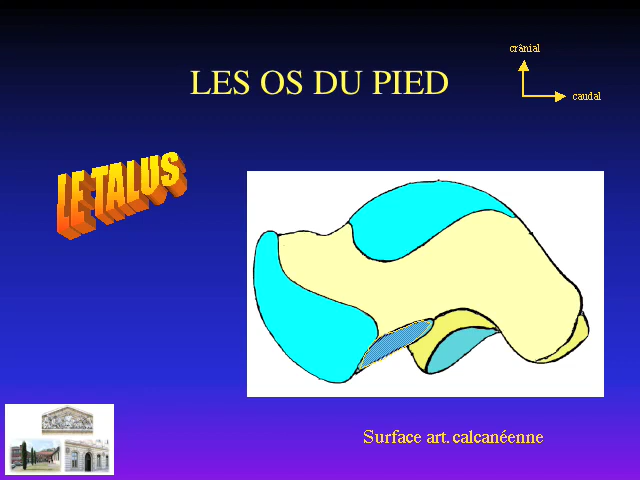 crânial
LES OS DU PIED
caudal
LE TALUS
Surface art. calcanéenne